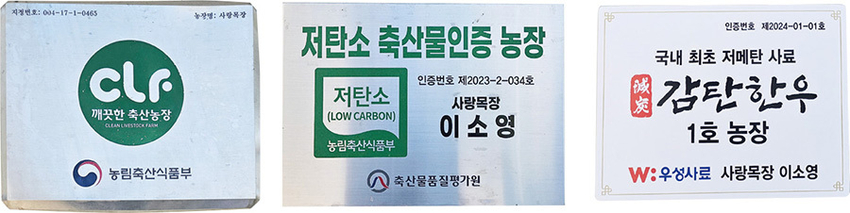 지정번호: 004-17-1-0465
농장명: 사랑목장
CLF
깨끗한 축산농장
CLEAN LIVESTOCK FARM
농림축산식품부
저탄소 축산물인증 농장
인증번호 제2023-2-034호
저탄소
(LOW CARBON)
농림축산식품부
사랑목장
이소영
축산물품질평가원
인증번호 제2024-01-01호
국내 최초 저메탄 사료
減炭
감탄한우
1호 농장
W:우성사료 사랑목장 이소영